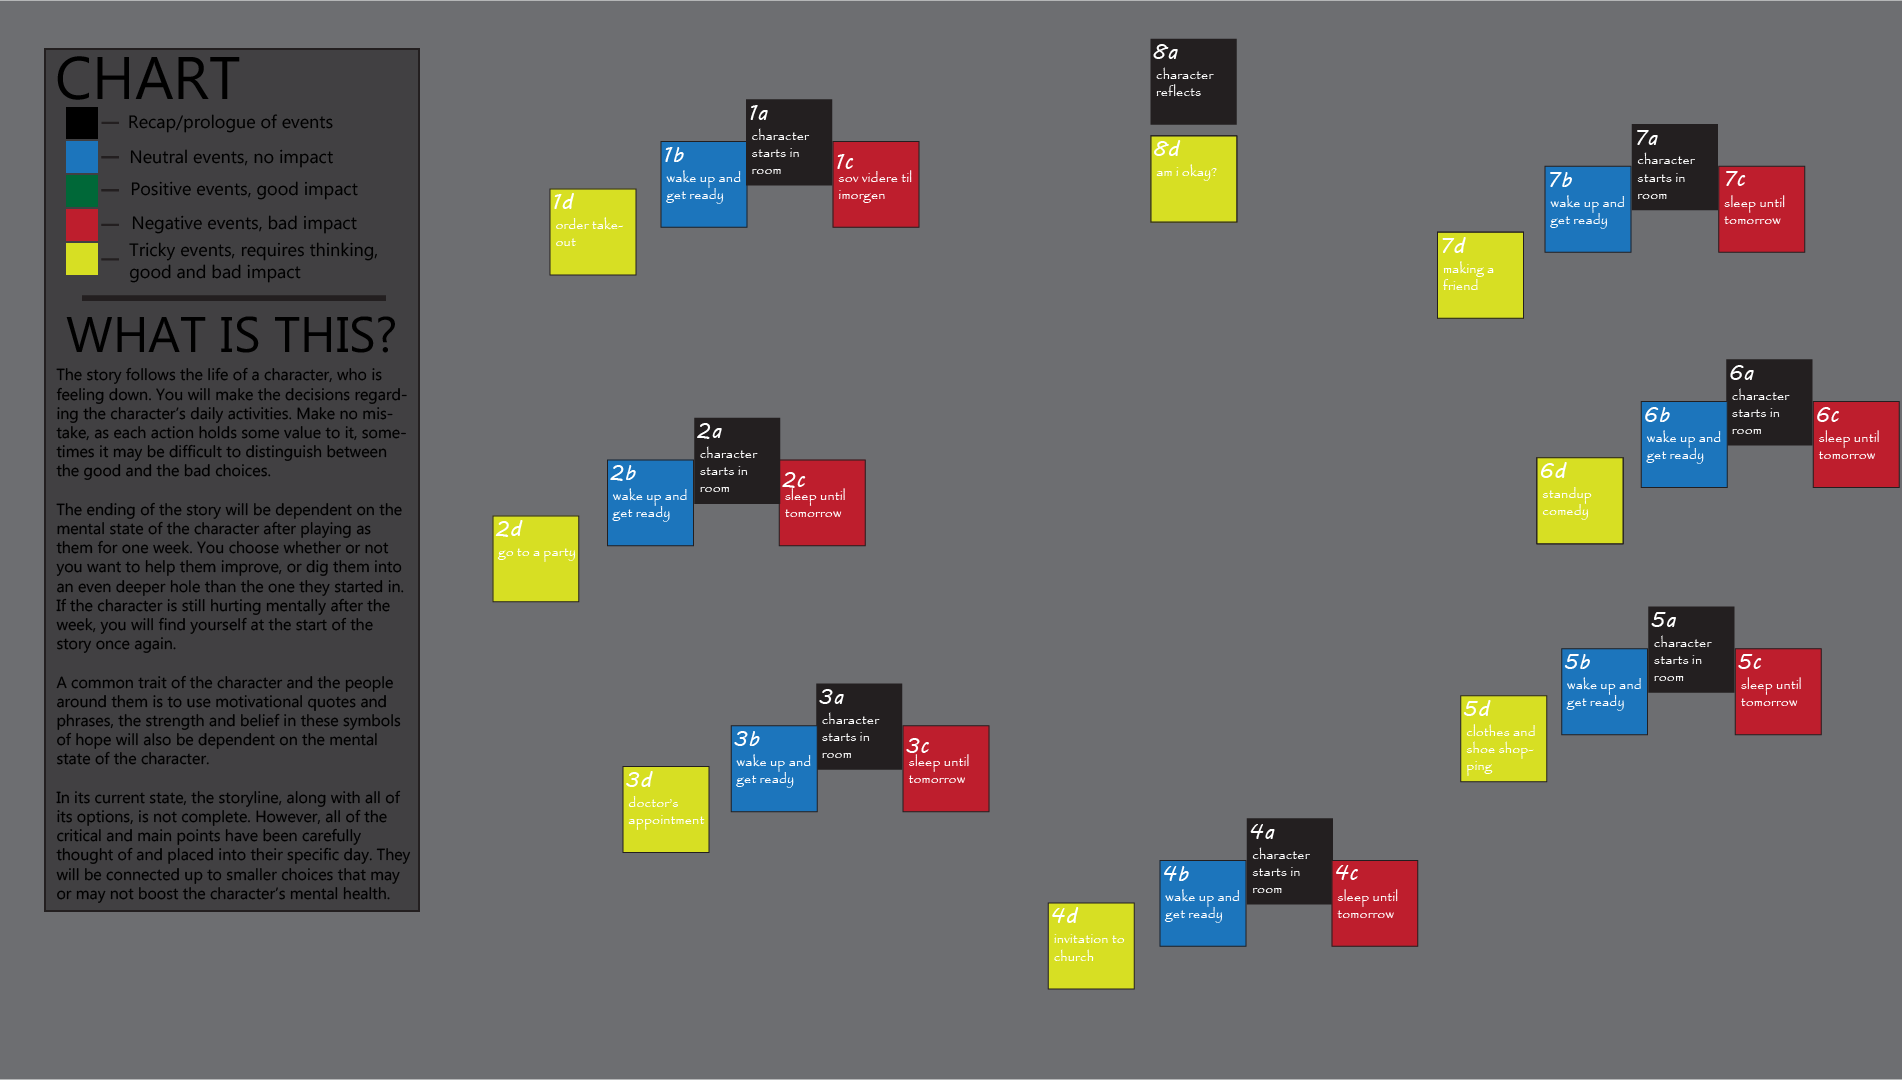 CHART
Recap/prologue of events
Neutral events, no impact
Positive events, good impact
Negative events, bad impact
Tricky events, requires thinking,
good and bad impact
WHAT IS THIS?
The story follows the life of a character, who is
feeling down. You will make the decisions regard-
ing the character's daily activities. Make no mis-
take, as each action holds some value to it, some-
times it may be difficult to distinguish between
the good and the bad choices.
The ending of the story will be dependent on the
mental state of the character after playing as
them for one week. You choose whether or not
you want to help them improve, or dig them into
an even deeper hole than the one they started in.
If the character is still hurting mentally after the
week, you will find yourself at the start of the
story once again.
A common trait of the character and the people
around them is to use motivational quotes and
phrases, the strength and belief in these symbols
of hope will also be dependent on the mental
state of the character.
In its current state, the storyline, along with all of
its options, is not complete. However, all of the
critical and main points have been carefully
thought of and placed into their specific day. They
will be connected up to smaller choices that may
or may not boost the character's mental health.
1a
character
starts in
room
1b
wake up and
get ready
1c
sov videre til
imorgen
1d
order take-
out
2a
character
starts in
room
2b
wake up and
get ready
2c
sleep until
tomorrow
2d
go to a party
3a
character
starts in
room
3b
wake up and
get ready
3c
sleep until
tomorrow
3d
doctor's
appointment
4a
character
starts in
room
4b
wake up and
get ready
4c
sleep until
tomorrow
4d
invitation to
church
5a
character
starts in
room
5b
wake up and
get ready
5c
sleep until
tomorrow
5d
clothes and
shoe shop-
ping
6a
character
starts in
room
6b
wake up and
get ready
6c
sleep until
tomorrow
6d
standup
comedy
7a
character
starts in
room
7b
wake up and
get ready
7c
sleep until
tomorrow
7d
making a
friend
8a
character
reflects
8d
am i okay?